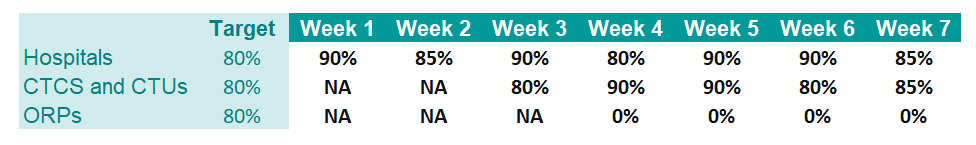 Target Week 1 Week 2 Week 3 Week 4 Week 5 Week 6 Week 7
Hospitals 80% 90% 85% 90% 80% 90% 90% 85%
CTCS and CTUs 80% NA NA 80% 90% 90% 80% 85%
ORPs 80% NA NA NA 0% 0% 0% 0%